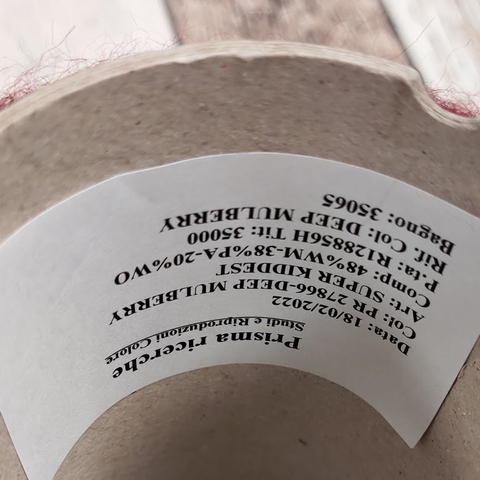 Prisma ricerche
Studi e Riproduzioni Colore
Data: 18/02/2022
Col: PR 27866-DEEP MULBERRY
Art: SUPER KIDDEST
Comp: 48%WM-38%PA-20%WO
P.ta: R128856H Tit: 35000
Rif. Col: DEEP MULBERRY
Bagno: 35065